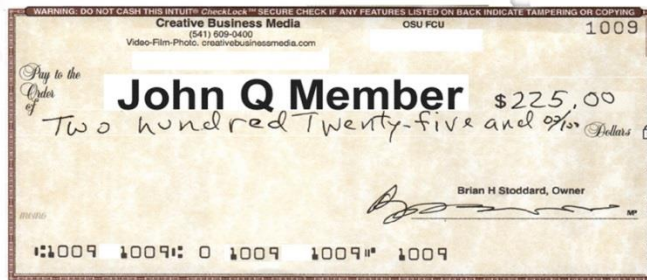 WARNING: DO NOT CASH THIS INTUIT® CheckLock™ SECURE CHECK IF ANY FEATURES LISTED ON BACK INDICATE TAMPERING OR COPYING
Creative Business Media OSU FCU 1009
(541) 609-0400
Video-Film-Photo. creativebusinessmedia.com
Pay to the
Order
of John Q Member $225.00
Two hundred Twenty-five and 00/100 Dollars
Brian H Stoddard, Owner
memo MP
⑆1009 1009⑆ 0 1009 1009⑈ 1009